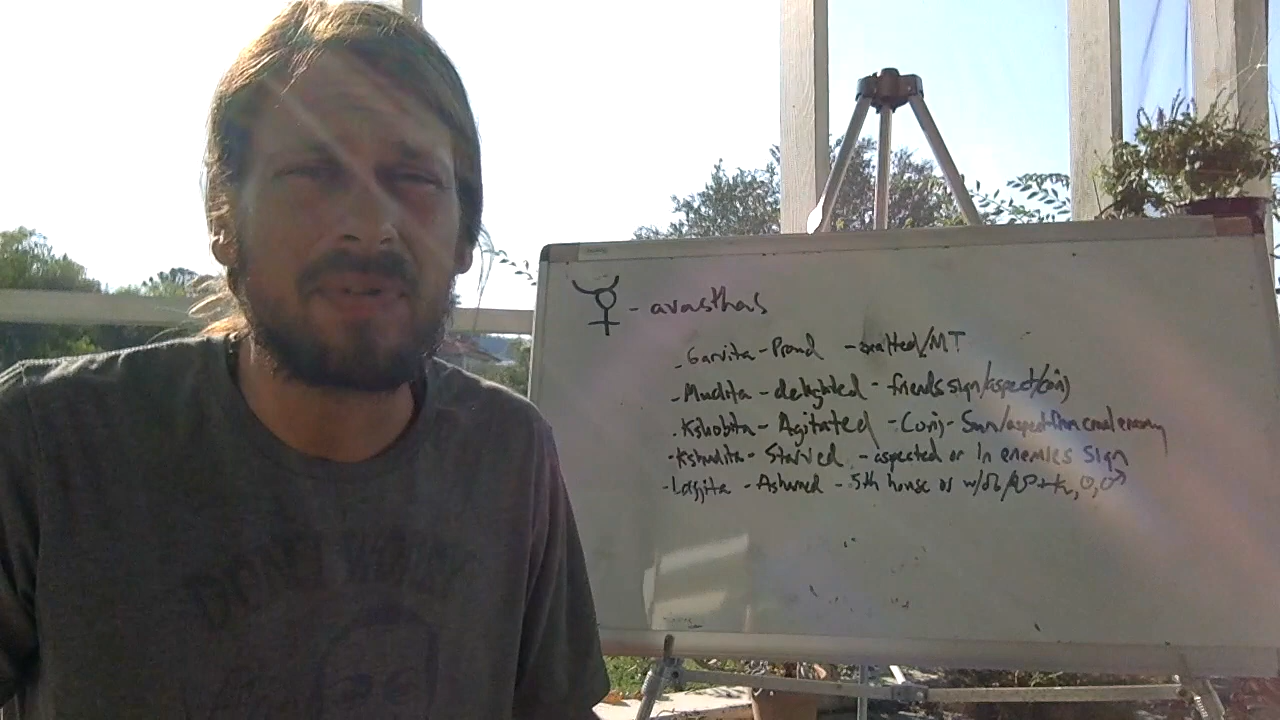 ☿ - avasthas
- Garvita - Proud - exalted/MT
- Mudita - delighted - friends sign/aspect/conj
- Kshobita - Agitated - Conj - Sun/aspect from cruel enemy
- Kshudita - Starved - aspected or in enemies sign
- Lajjita - Ashamed - 5th house or w/